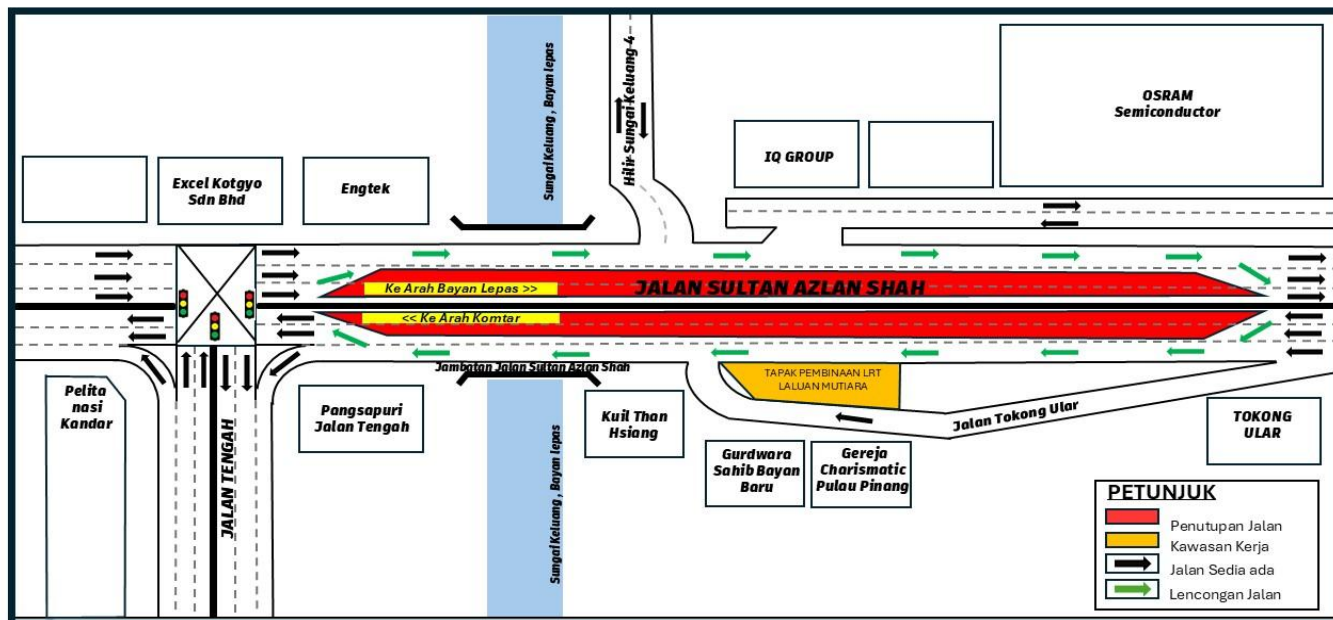 Sungai Keluang , Bayan lepas
Hilir Sungai Keluang 4
OSRAM
Semiconductor
IQ GROUP
Excel Kotgyo
Sdn Bhd
Engtek
Ke Arah Bayan Lepas >>
JALAN SULTAN AZLAN SHAH
<< Ke Arah Komtar
Jambatan Jalan Sultan Azlan Shah
TAPAK PEMBINAAN LRT
LALUAN MUTIARA
Pelita
nasi
Kandar
JALAN TENGAH
Pangsapuri
Jalan Tengah
Sungai Keluang , Bayan lepas
Kuil Than
Hsiang
Jalan Tokong Ular
Gurdwara
Sahib Bayan
Baru
Gereja
Charismatic
Pulau Pinang
TOKONG
ULAR
PETUNJUK
Penutupan Jalan
Kawasan Kerja
Jalan Sedia ada
Lencongan Jalan